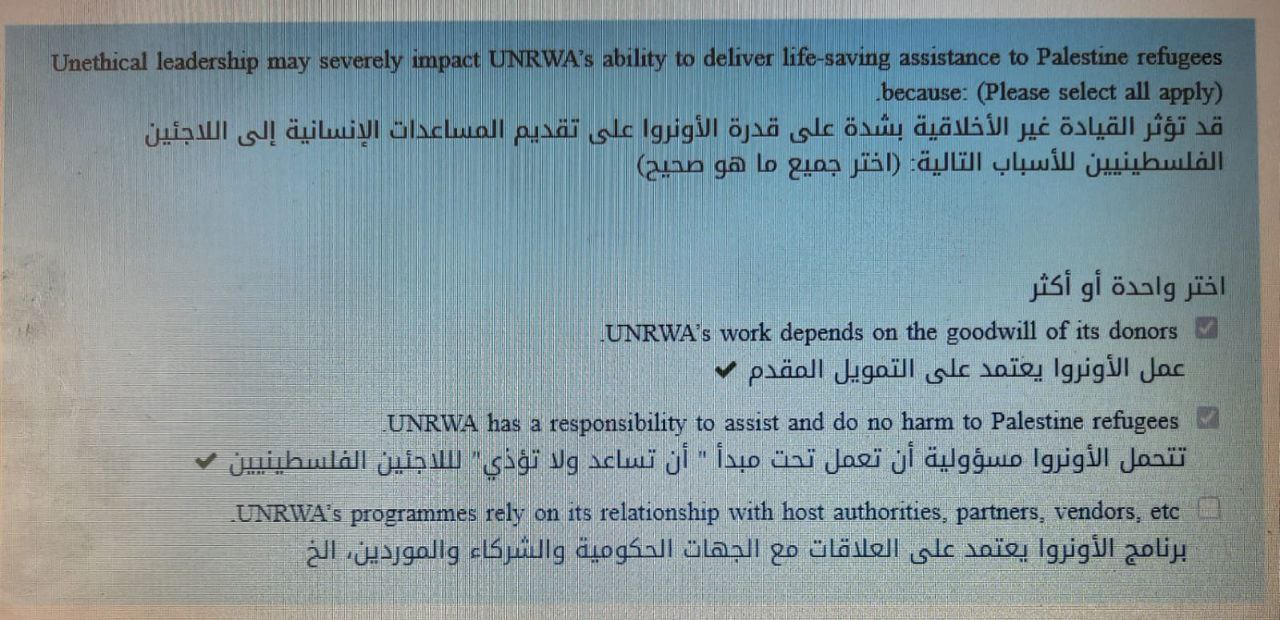 Unethical leadership may severely impact UNRWA's ability to deliver life-saving assistance to Palestine refugees
.because: (Please select all apply)
قد تؤثر القيادة غير الأخلاقية بشدة على قدرة الأونروا على تقديم المساعدات الإنسانية إلى اللاجئين
الفلسطينيين للأسباب التالية: (اختر جميع ما هو صحيح)
اختر واحدة أو أكثر
.UNRWA's work depends on the goodwill of its donors
عمل الأونروا يعتمد على التمويل المقدم
.UNRWA has a responsibility to assist and do no harm to Palestine refugees
تتحمل الأونروا مسؤولية أن تعمل تحت مبدأ " أن تساعد ولا تؤذي" لللاجئين الفلسطينيين
.UNRWA's programmes rely on its relationship with host authorities, partners, vendors, etc
برنامج الأونروا يعتمد على العلاقات مع الجهات الحكومية والشركاء والموردين، الخ